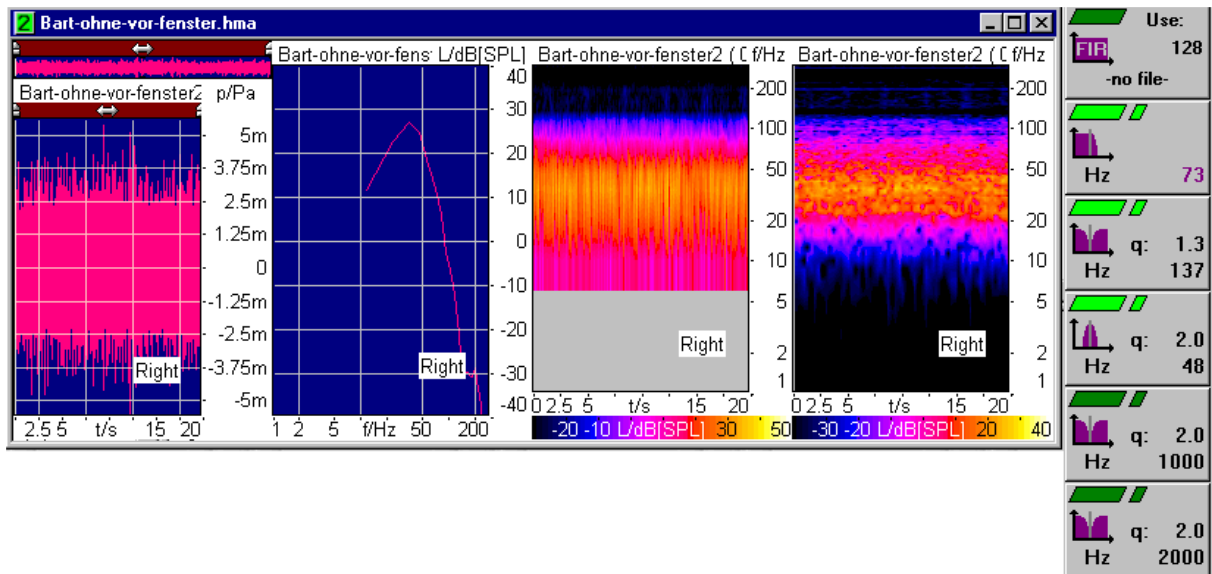 2 Bart-ohne-vor-fenster.hma
Bart-ohne-vor-fenster2 p/Pa
5m
3.75m
2.5m
1.25m
0
-1.25m
-2.5m
-3.75m
-5m
Right
2.5 5 t/s 15 20
Bart-ohne-vor-fens L/dB[SPL]
40
30
20
10
0
-10
-20
-30
-40
Right
1 2 5 f/Hz 50 200
Bart-ohne-vor-fenster2 ( f/Hz
200
100
50
20
10
5
2
1
Right
0 2.5 5 t/s 15 20
-20 -10 L/dB[SPL] 30 50
Bart-ohne-vor-fenster2 ( f/Hz
200
100
50
20
10
5
2
1
Right
0 2.5 5 t/s 15 20
-30 -20 L/dB[SPL] 20 40
Use:
FIR 128
-no file-
Hz 73
q: 1.3
Hz 137
q: 2.0
Hz 48
q: 2.0
Hz 1000
q: 2.0
Hz 2000